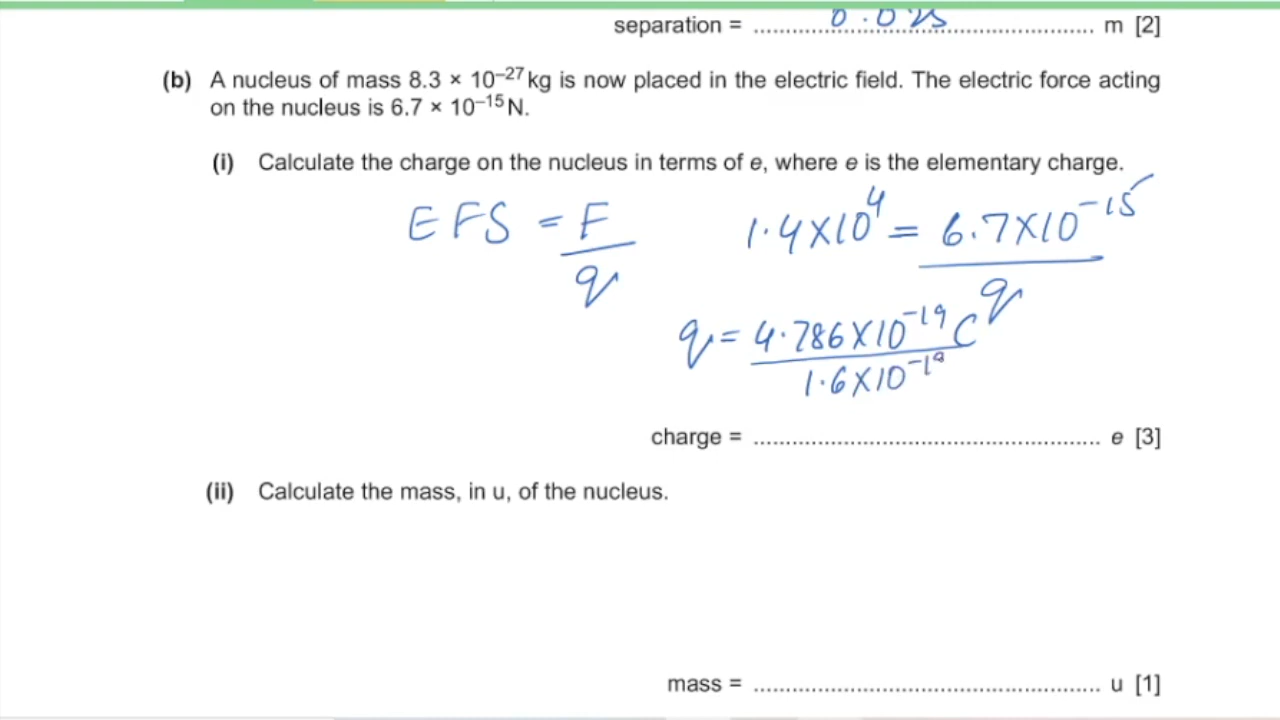 separation = ........ 0.025 ........ m [2]
(b) A nucleus of mass 8.3 × 10⁻²⁷ kg is now placed in the electric field. The electric force acting
on the nucleus is 6.7 × 10⁻¹⁵ N.
(i) Calculate the charge on the nucleus in terms of e, where e is the elementary charge.
EFS = F/q
1.4×10⁴ = 6.7×10⁻¹⁵/q
q = 4.786×10⁻¹⁹ C
1.6×10⁻¹⁹
charge = ........ e [3]
(ii) Calculate the mass, in u, of the nucleus.
mass = ........ u [1]